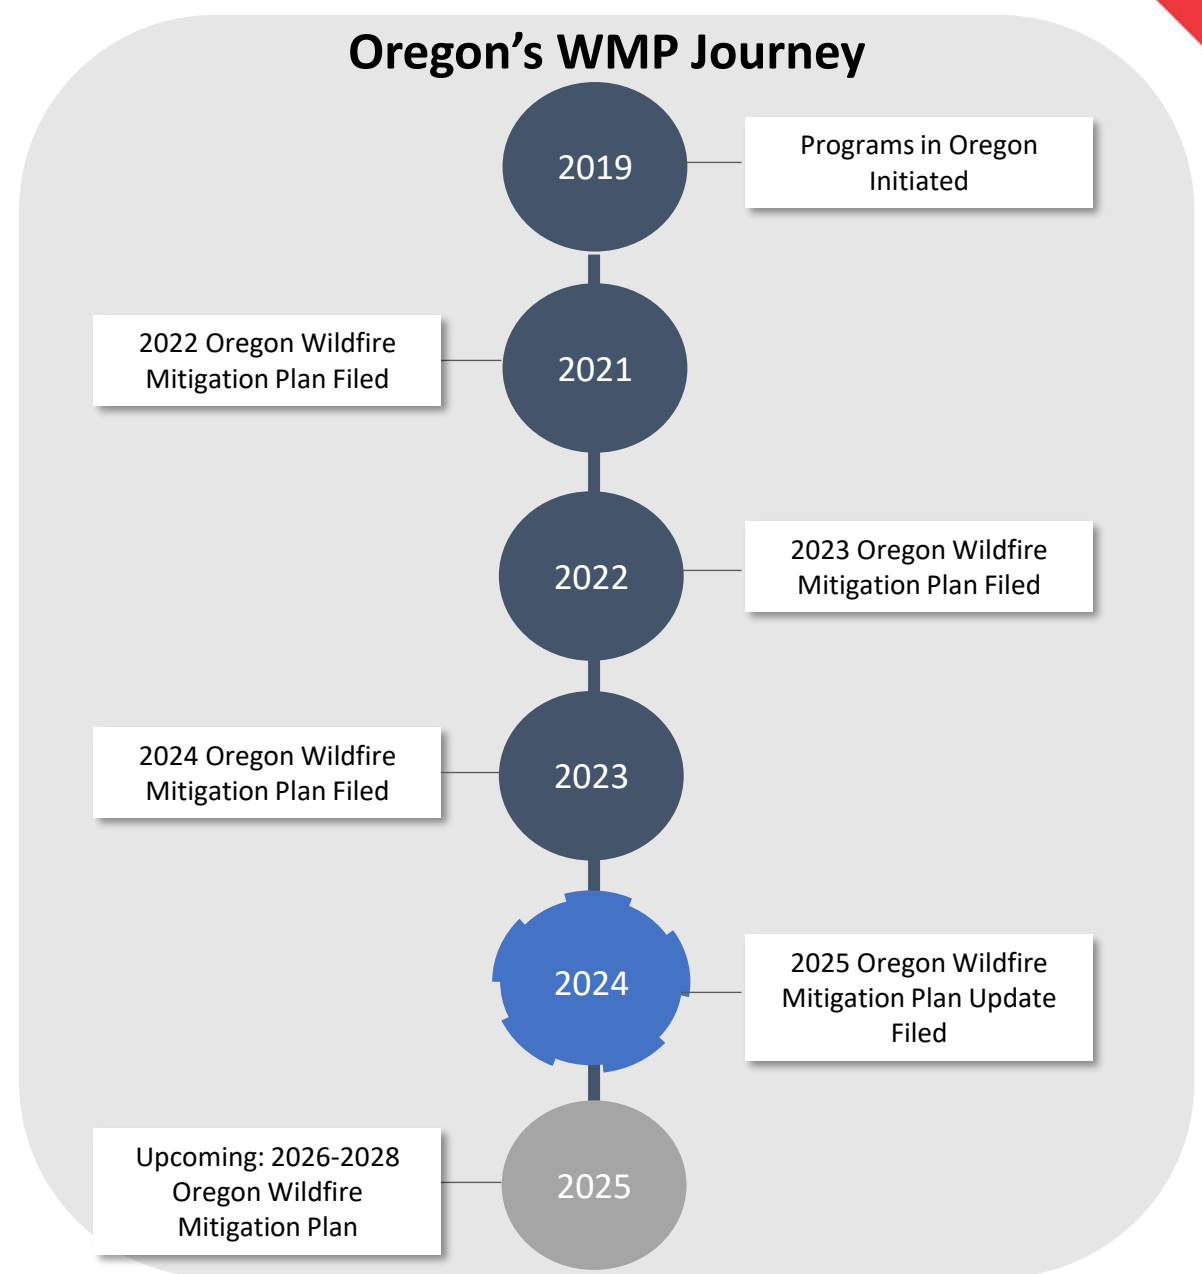 Oregon's WMP Journey
2019
Programs in Oregon
Initiated
2022 Oregon Wildfire
Mitigation Plan Filed
2021
2022
2023 Oregon Wildfire
Mitigation Plan Filed
2024 Oregon Wildfire
Mitigation Plan Filed
2023
2024
2025 Oregon Wildfire
Mitigation Plan Update
Filed
Upcoming: 2026-2028
Oregon Wildfire
Mitigation Plan
2025